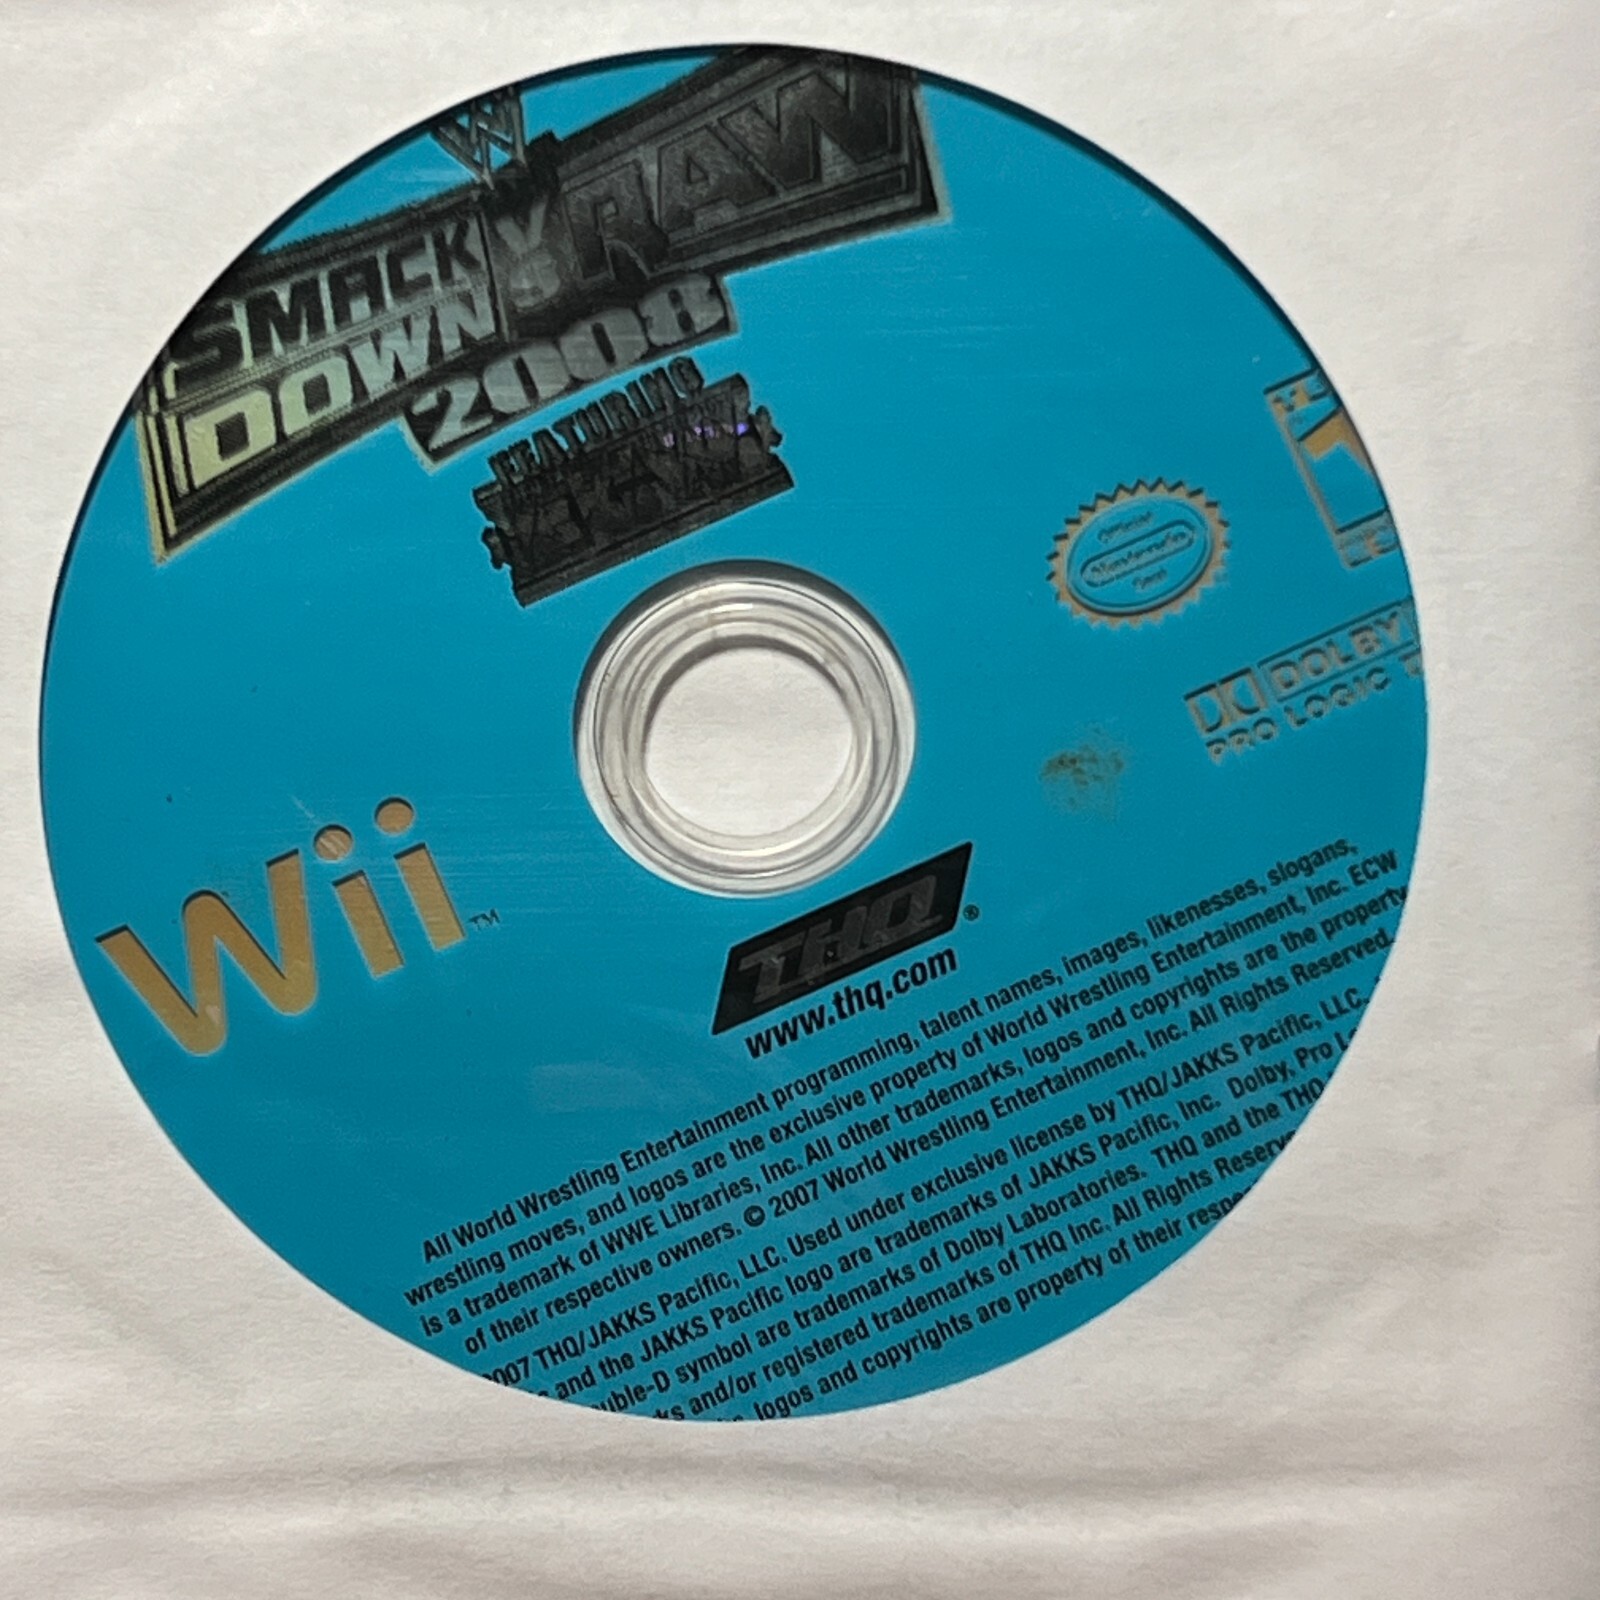 W
SMACK
DOWN
VS
RAW
2008
FEATURING
ECW
Official
Nintendo
Seal
T
DOLBY
PRO LOGIC
Wii™
THQ®
www.thq.com
All World Wrestling Entertainment programming, talent names, images, likenesses, slogans,
wrestling moves, and logos are the exclusive property of World Wrestling Entertainment, Inc. ECW
is a trademark of WWE Libraries, Inc. All other trademarks, logos and copyrights are the property
of their respective owners. © 2007 World Wrestling Entertainment, Inc. All Rights Reserved.
2007 THQ/JAKKS Pacific, LLC. Used under exclusive license by THQ/JAKKS Pacific, LLC.
and the JAKKS Pacific logo are trademarks of JAKKS Pacific, Inc. Dolby, Pro
uble-D symbol are trademarks of Dolby Laboratories. THQ and the THQ
ks and/or registered trademarks of THQ Inc. All Rights Reserve
logos and copyrights are property of their resp